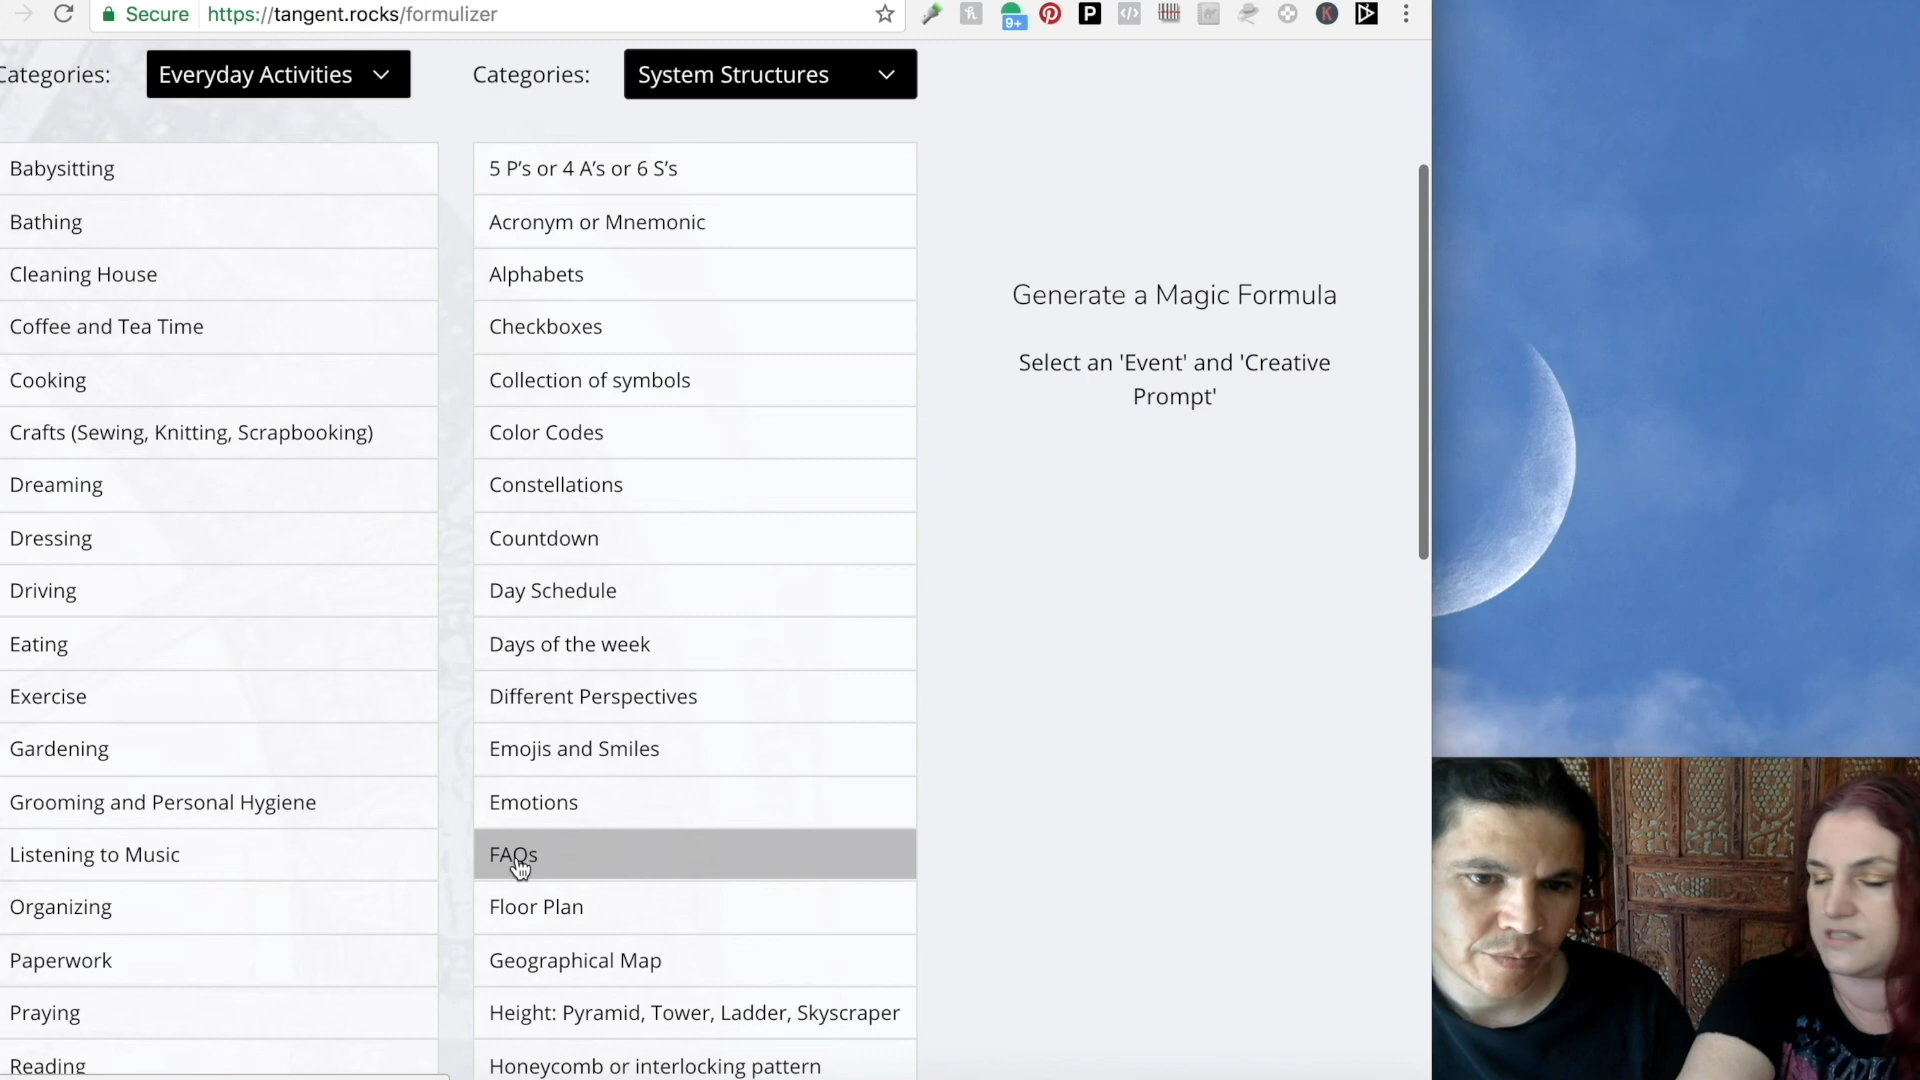 Secure
https://tangent.rocks/formulizer
9+
P
K
Categories:
Everyday Activities
Categories:
System Structures
Babysitting
Bathing
Cleaning House
Coffee and Tea Time
Cooking
Crafts (Sewing, Knitting, Scrapbooking)
Dreaming
Dressing
Driving
Eating
Exercise
Gardening
Grooming and Personal Hygiene
Listening to Music
Organizing
Paperwork
Praying
Reading
5 P’s or 4 A’s or 6 S’s
Acronym or Mnemonic
Alphabets
Checkboxes
Collection of symbols
Color Codes
Constellations
Countdown
Day Schedule
Days of the week
Different Perspectives
Emojis and Smiles
Emotions
FAQs
Floor Plan
Geographical Map
Height: Pyramid, Tower, Ladder, Skyscraper
Honeycomb or interlocking pattern
Generate a Magic Formula
Select an 'Event' and 'Creative
Prompt'